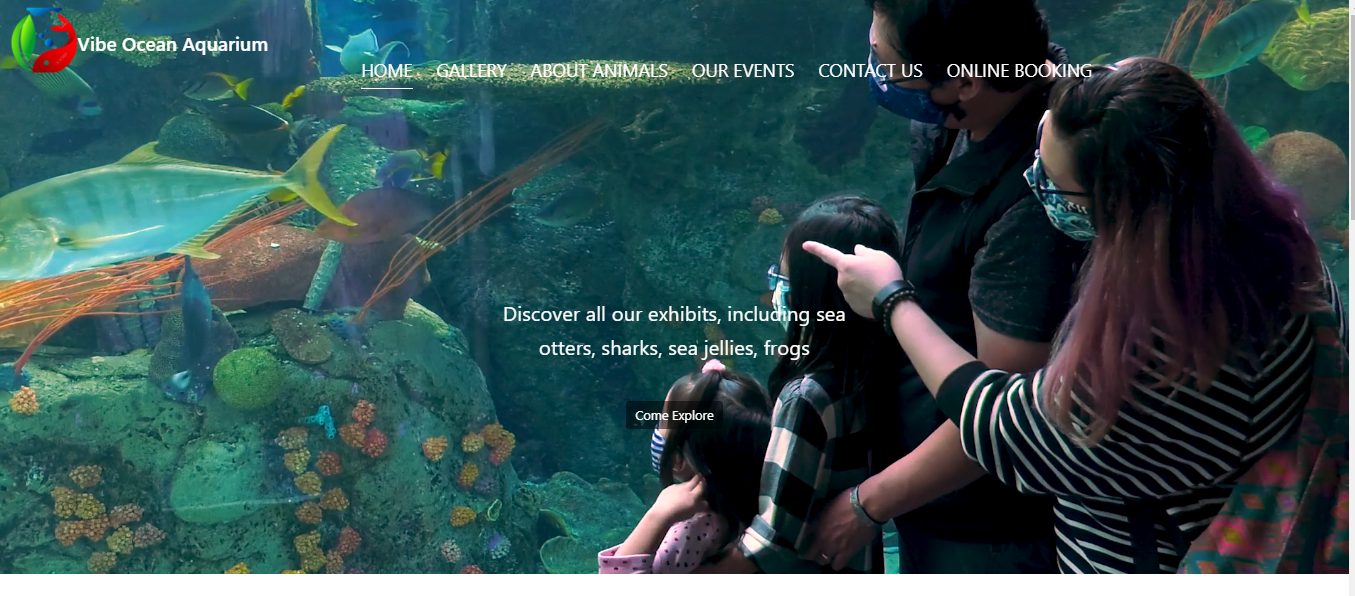 Vibe Ocean Aquarium
HOME GALLERY ABOUT ANIMALS OUR EVENTS CONTACT US ONLINE BOOKING
Discover all our exhibits, including sea
otters, sharks, sea jellies, frogs
Come Explore